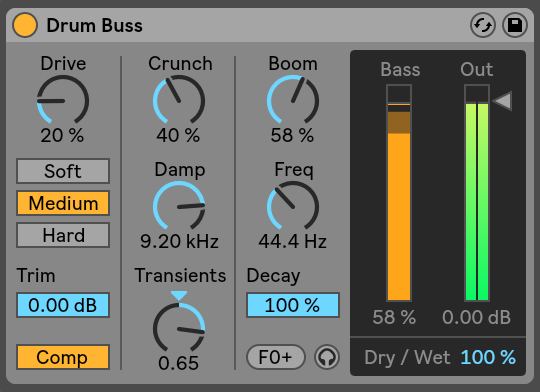 Drum Buss
Drive
20 %
Soft
Medium
Hard
Trim
0.00 dB
Comp
Crunch
40 %
Damp
9.20 kHz
Transients
0.65
Boom
58 %
Freq
44.4 Hz
Decay
100 %
F0+
Bass Out
58 % 0.00 dB
Dry / Wet 100 %